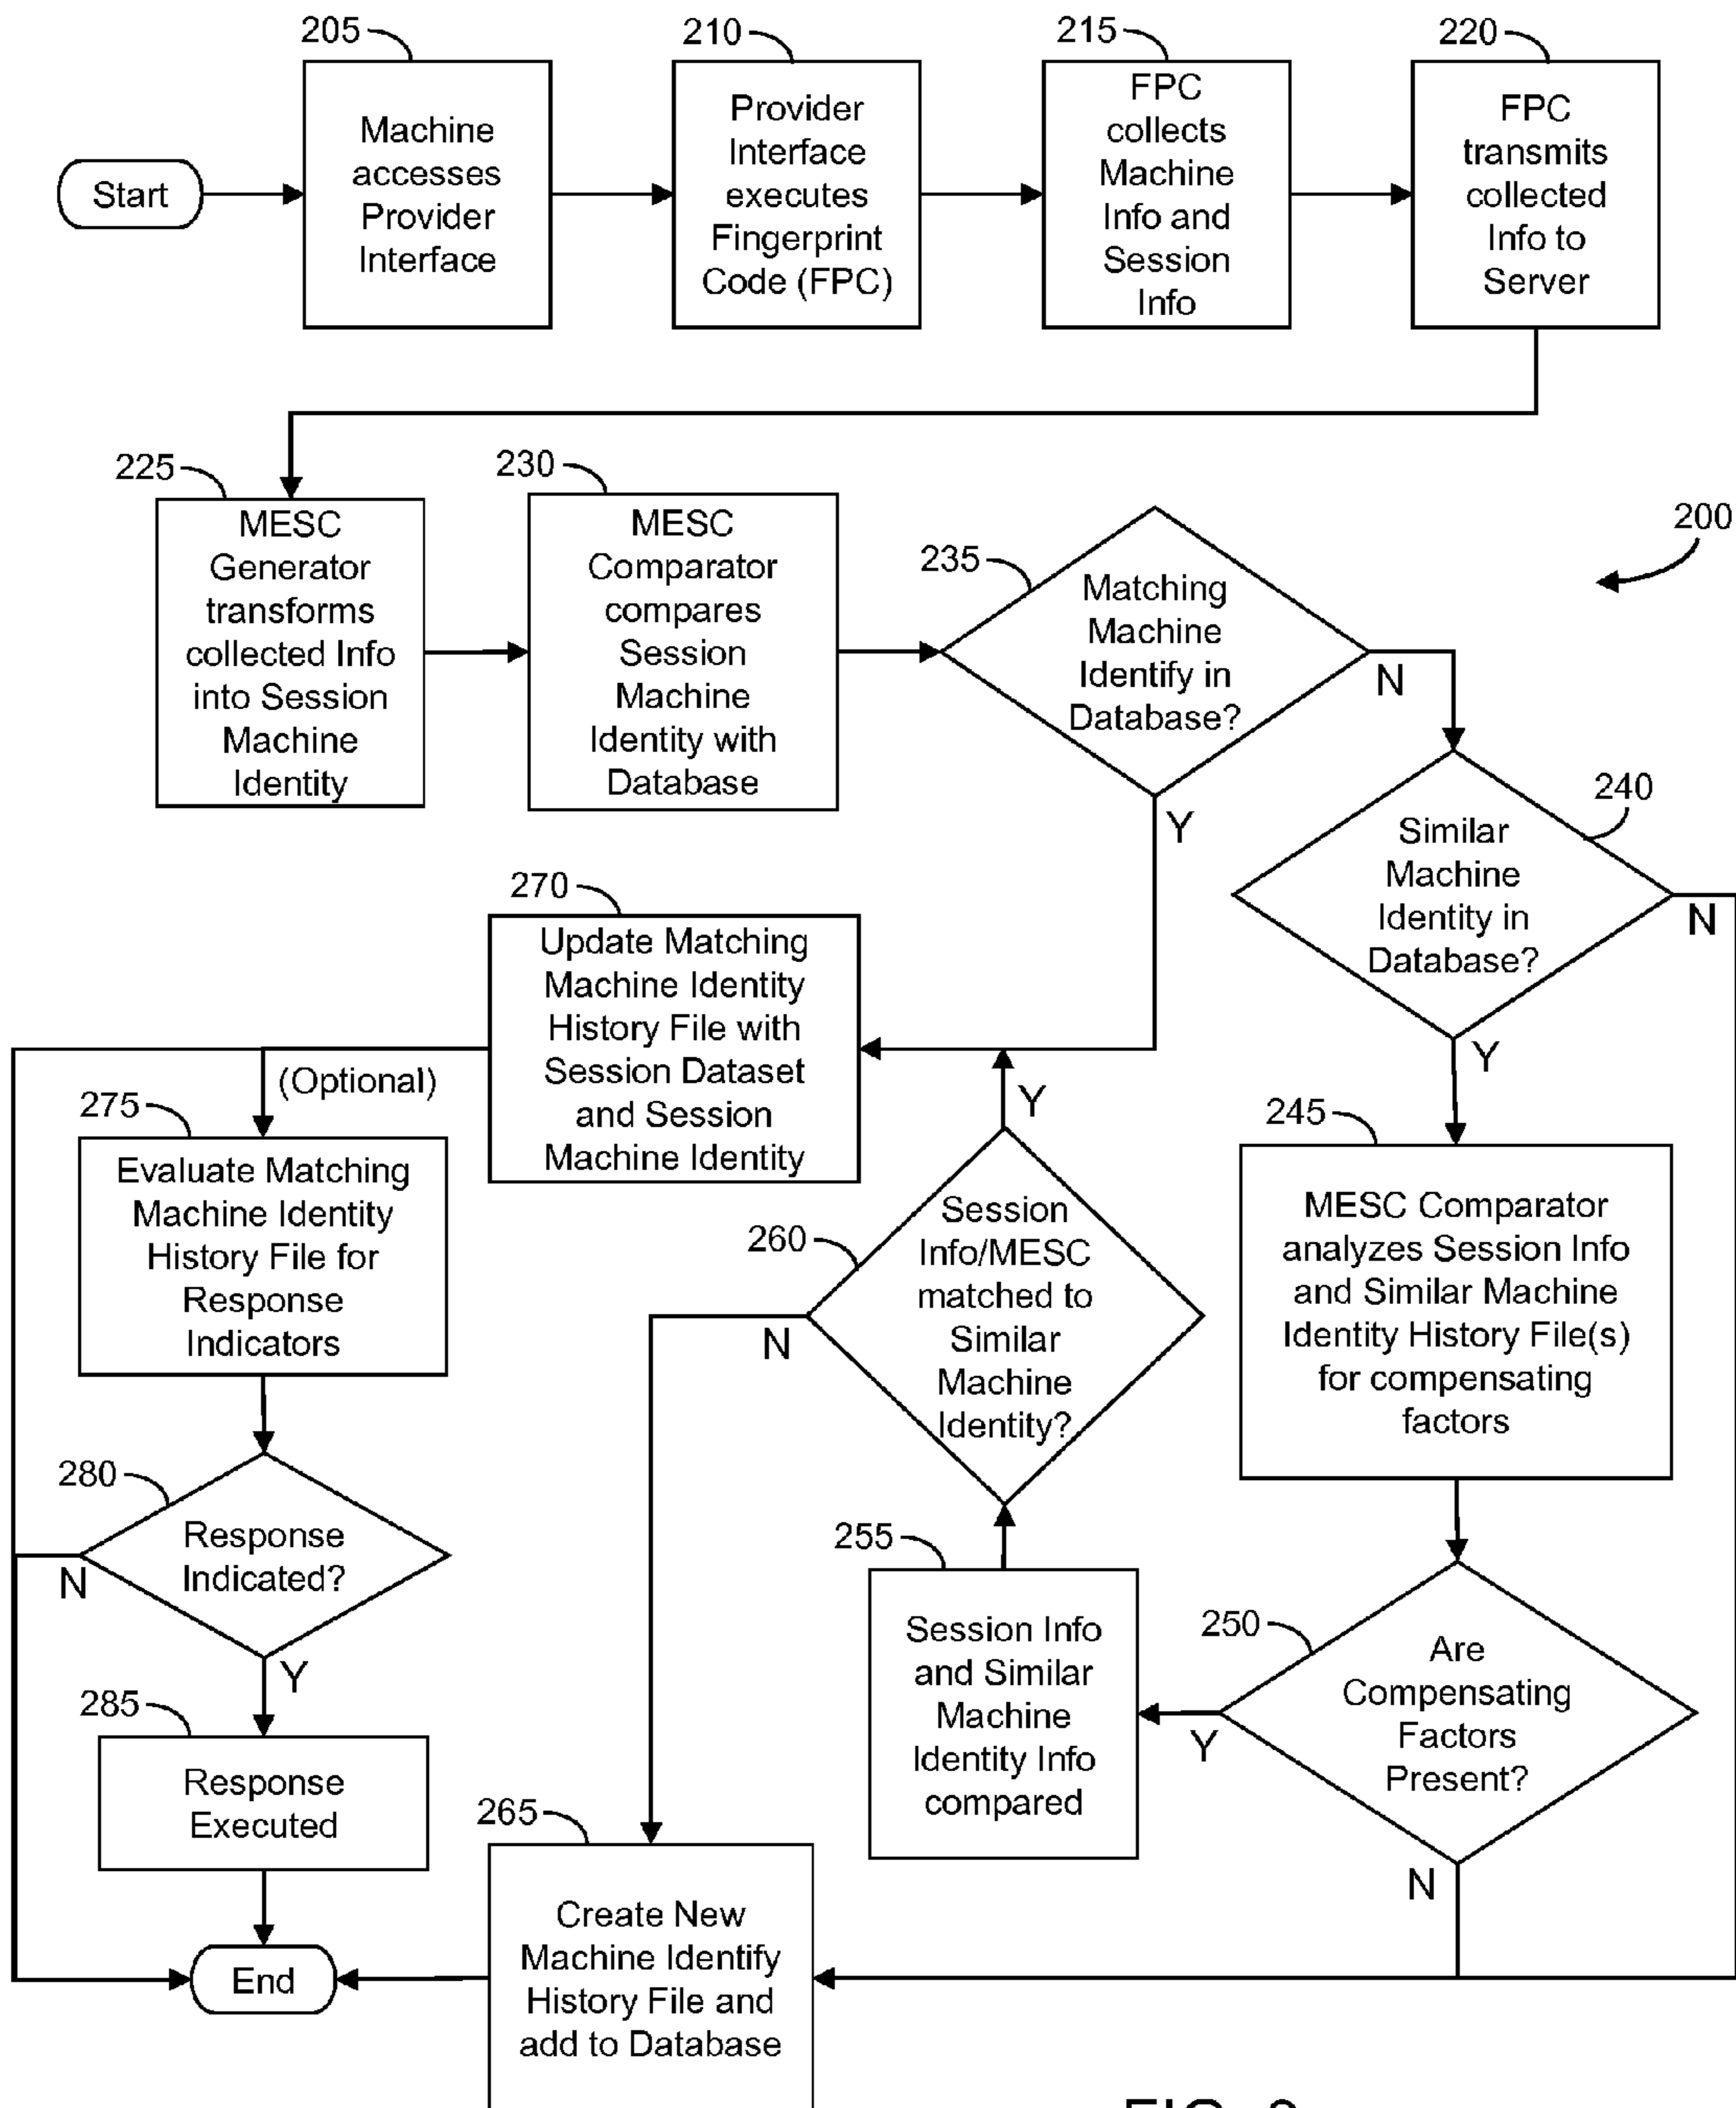 205
210
215
220
Start
Machine
accesses
Provider
Interface
Provider
Interface
executes
Fingerprint
Code (FPC)
FPC
collects
Machine
Info and
Session
Info
FPC
transmits
collected
Info to
Server
225
MESC
Generator
transforms
collected Info
into Session
Machine
Identity
230
MESC
Comparator
compares
Session
Machine
Identity with
Database
235
Matching
Machine
Identify in
Database?
N
Y
200
240
Similar
Machine
Identity in
Database?
N
Y
270
Update Matching
Machine Identity
History File with
Session Dataset
and Session
Machine Identity
(Optional)
275
Evaluate Matching
Machine Identity
History File for
Response
Indicators
245
MESC Comparator
analyzes Session Info
and Similar Machine
Identity History File(s)
for compensating
factors
260
Session
Info/MESC
matched to
Similar
Machine
Identity?
Y
N
280
Response
Indicated?
N
Y
255
Session Info
and Similar
Machine
Identity Info
compared
250
Are
Compensating
Factors
Present?
Y
N
285
Response
Executed
265
Create New
Machine Identify
History File and
add to Database
End